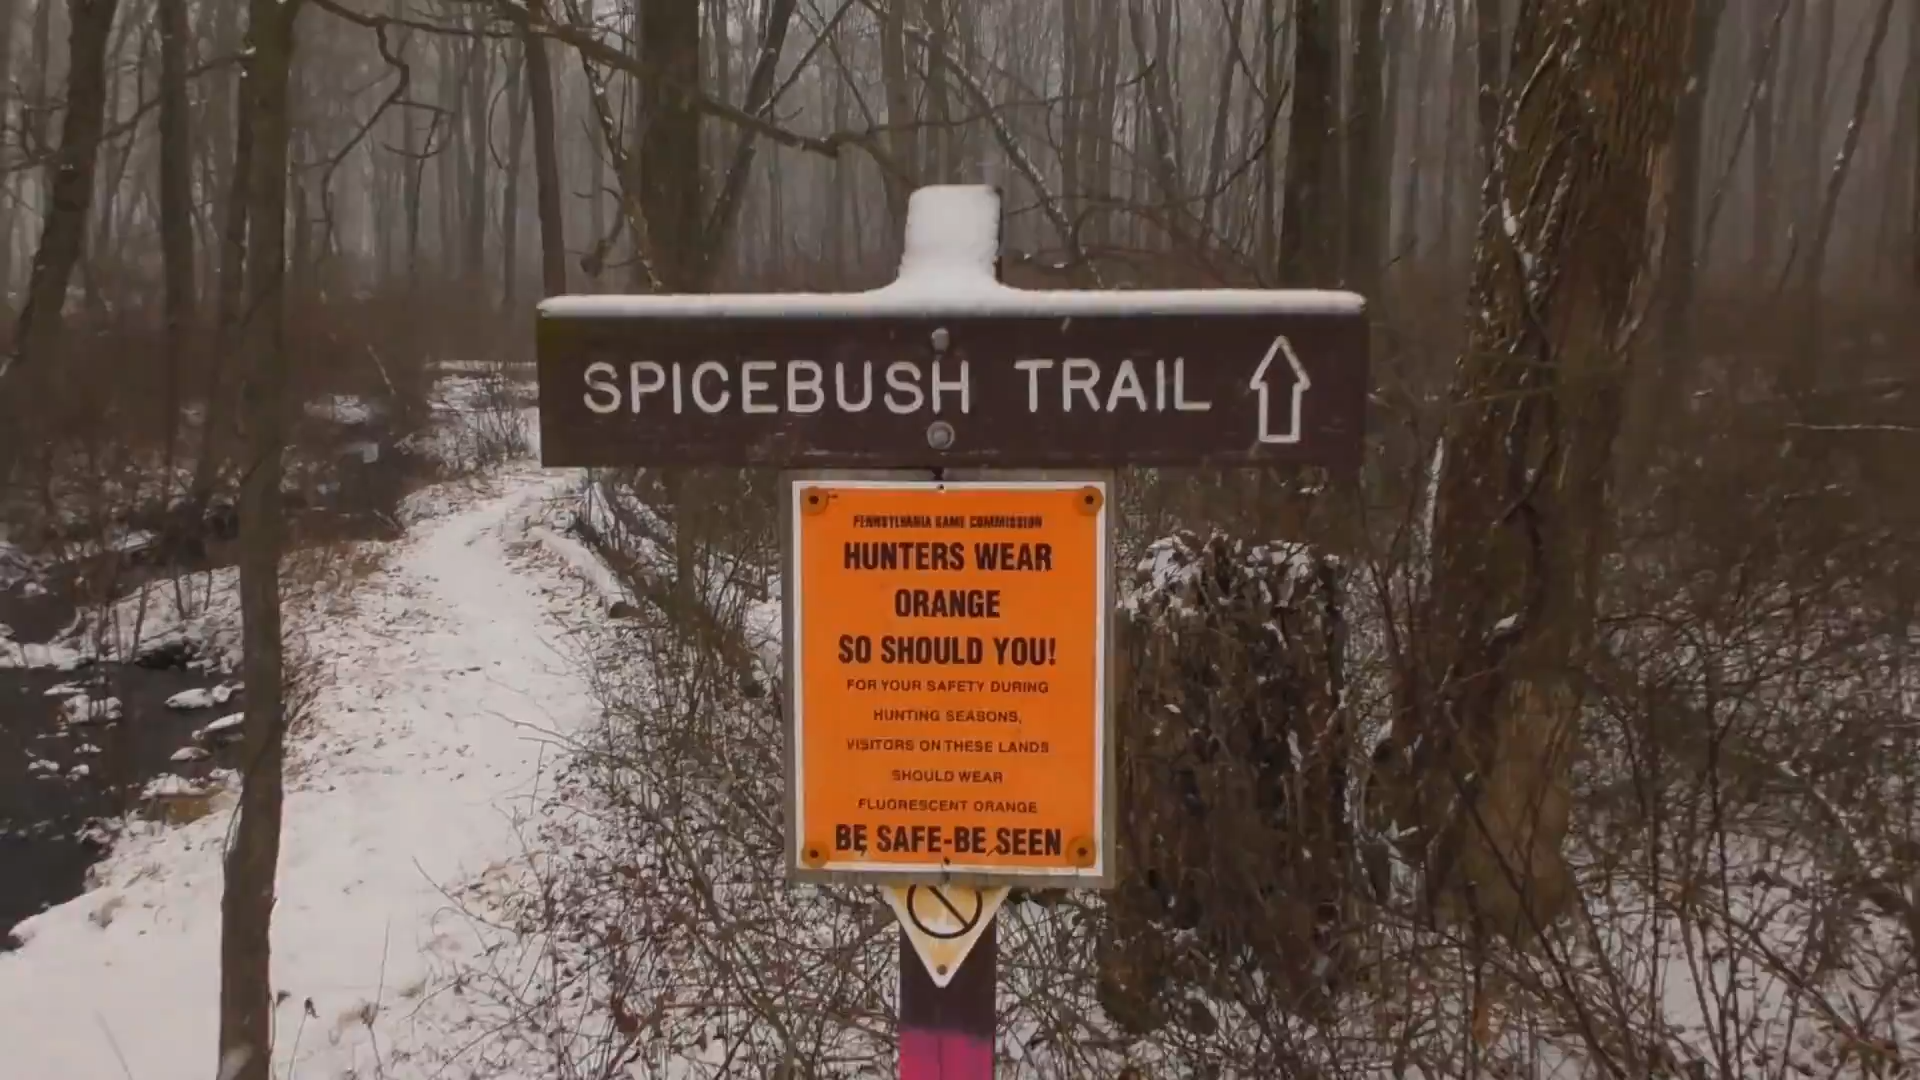 SPICEBUSH TRAIL
PENNSYLVANIA GAME COMMISSION
HUNTERS WEAR
ORANGE
SO SHOULD YOU!
FOR YOUR SAFETY DURING
HUNTING SEASONS,
VISITORS ON THESE LANDS
SHOULD WEAR
FLUORESCENT ORANGE
BE SAFE-BE SEEN